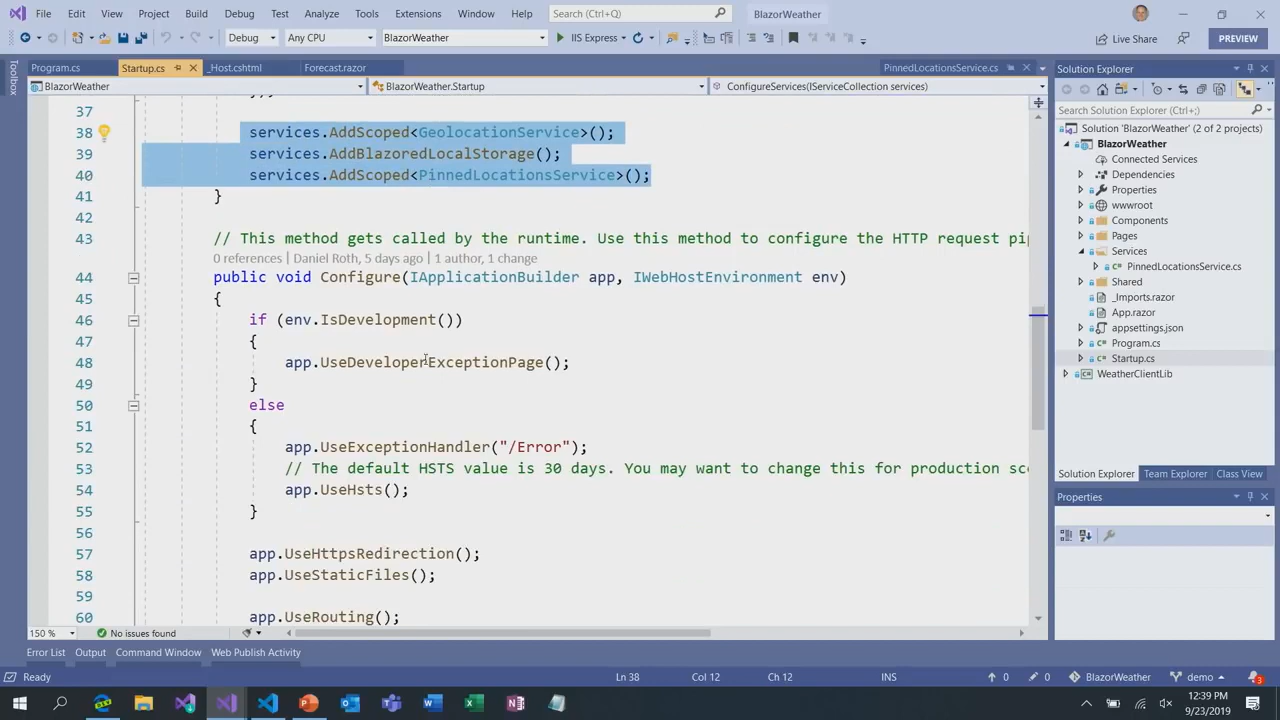 File Edit View Project Build Debug Test Analyze Tools Extensions Window Help Search (Ctrl+Q) BlazorWeather
Debug Any CPU BlazorWeather IIS Express Live Share PREVIEW
Toolbox
Program.cs Startup.cs _Host.cshtml Forecast.razor PinnedLocationsService.cs
BlazorWeather BlazorWeather.Startup ConfigureServices(IServiceCollection services)
37
38 services.AddScoped<GeolocationService>();
39 services.AddBlazoredLocalStorage();
40 services.AddScoped<PinnedLocationsService>();
41 }
42
43 // This method gets called by the runtime. Use this method to configure the HTTP request pip
0 references | Daniel Roth, 5 days ago | 1 author, 1 change
44 public void Configure(IApplicationBuilder app, IWebHostEnvironment env)
45 {
46 if (env.IsDevelopment())
47 {
48 app.UseDeveloperExceptionPage();
49 }
50 else
51 {
52 app.UseExceptionHandler("/Error");
53 // The default HSTS value is 30 days. You may want to change this for production sce
54 app.UseHsts();
55 }
56
57 app.UseHttpsRedirection();
58 app.UseStaticFiles();
59
60 app.UseRouting();
150 % No issues found
Solution Explorer
Search Solution Explorer (Ctrl+;)
Solution 'BlazorWeather' (2 of 2 projects)
BlazorWeather
Connected Services
Dependencies
Properties
wwwroot
Components
Pages
Services
PinnedLocationsService.cs
Shared
_Imports.razor
App.razor
appsettings.json
Program.cs
Startup.cs
WeatherClientLib
Solution Explorer Team Explorer Class View
Properties
Error List Output Command Window Web Publish Activity
Ready Ln 38 Col 12 Ch 12 INS 0 0 BlazorWeather demo 3
12:39 PM
9/23/2019